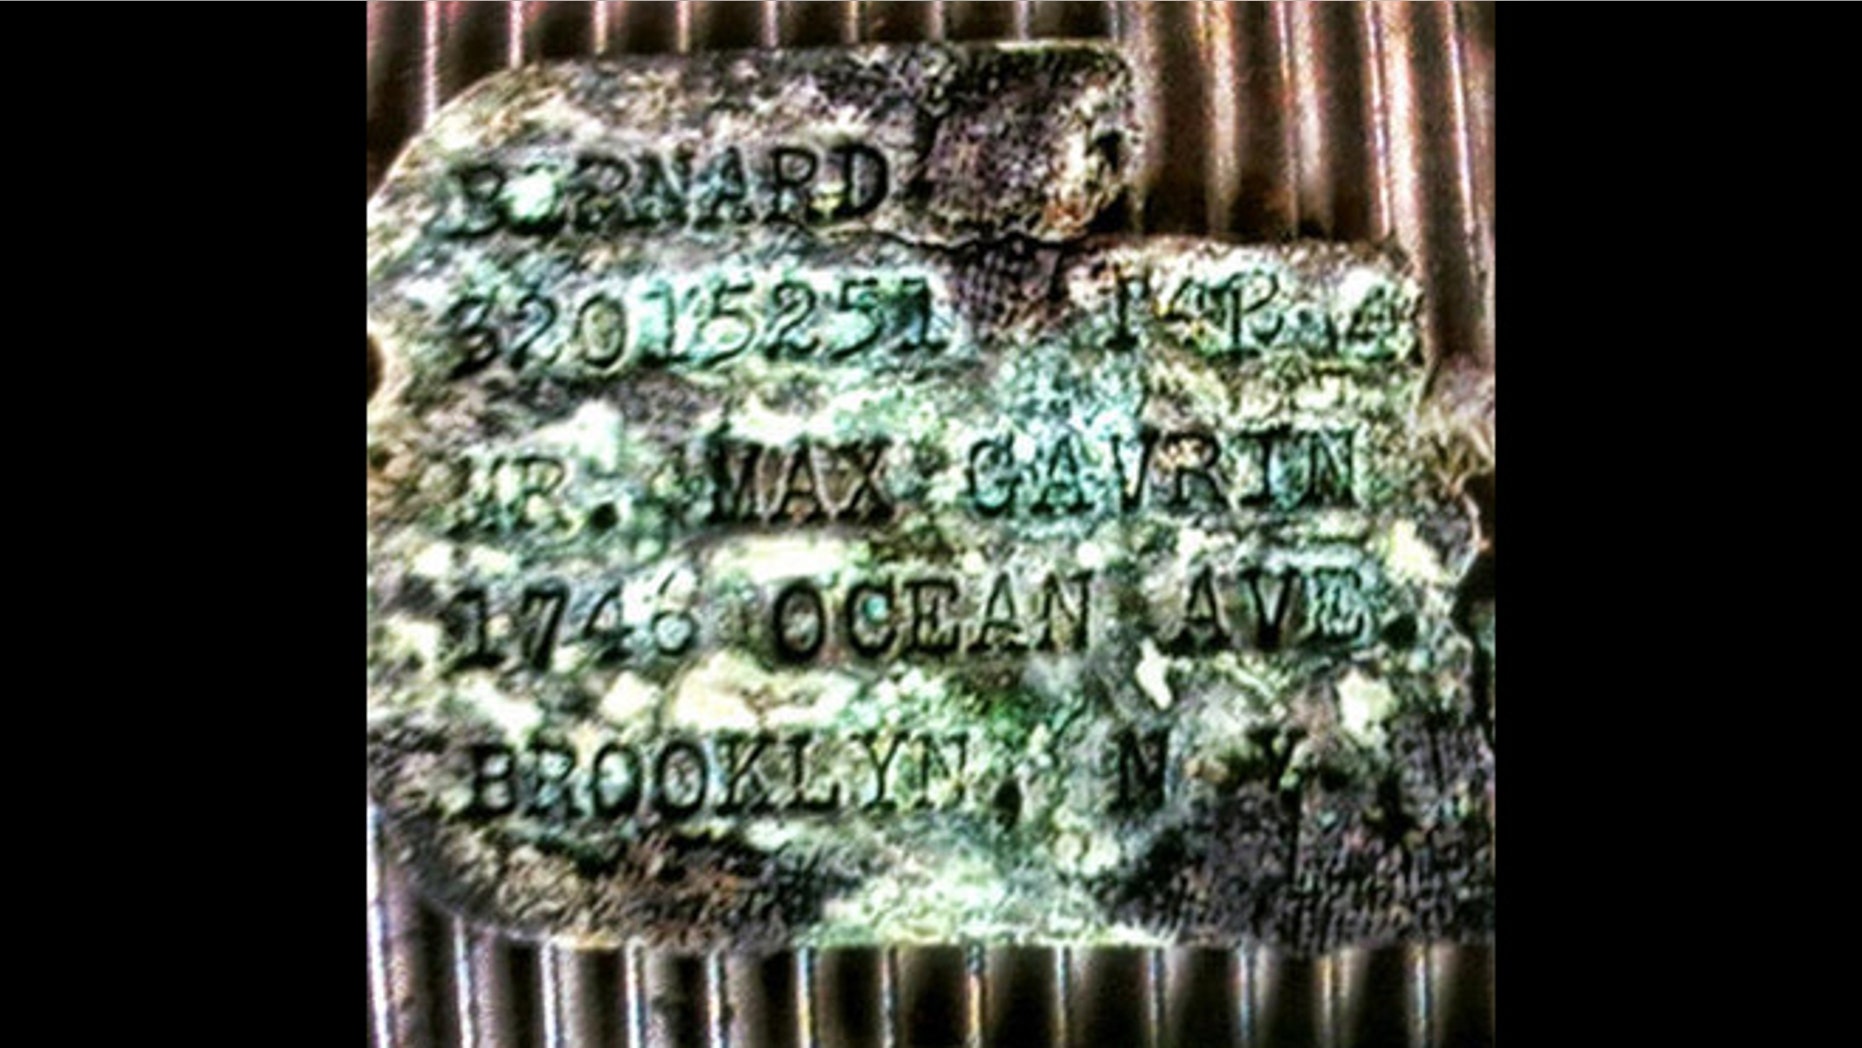 BERNARD
32015251
MR. MAX GAVRIN
1746 OCEAN AVE.
BROOKLYN, N Y